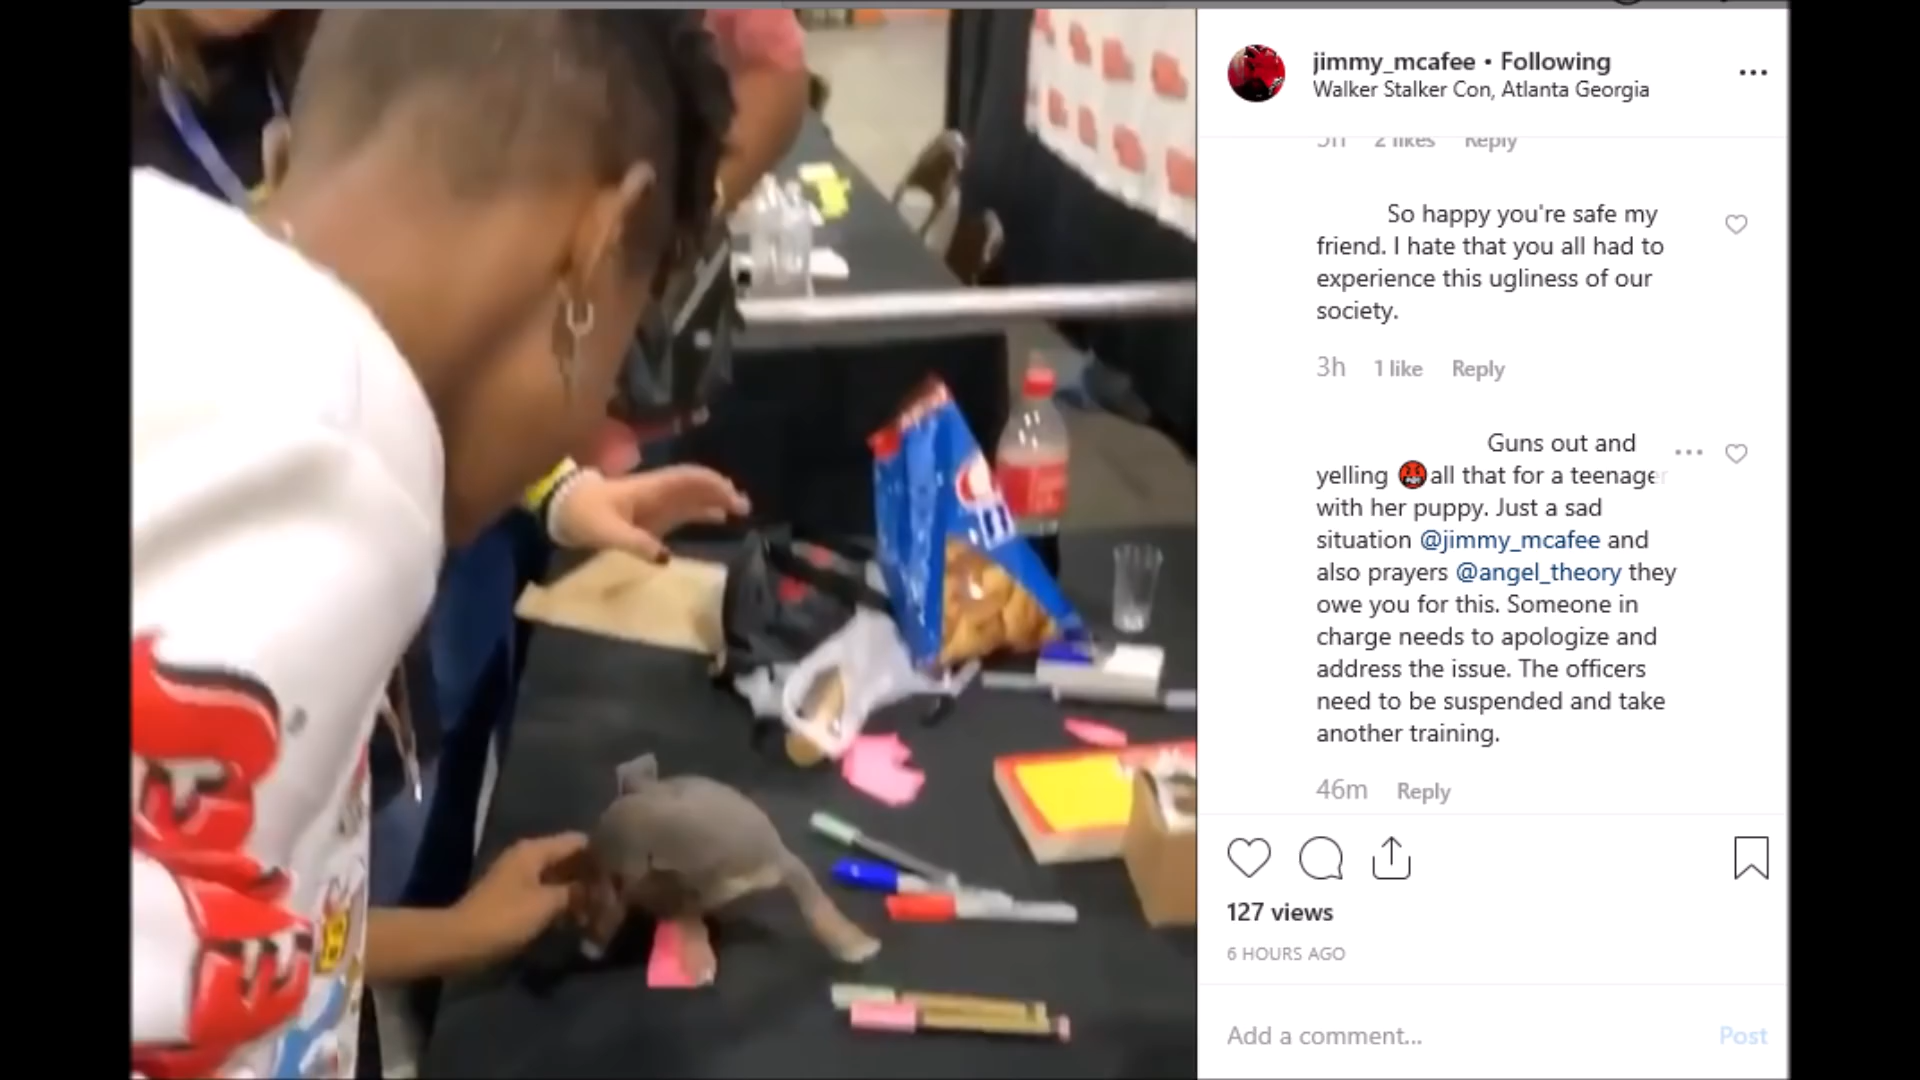 jimmy_mcafee • Following
Walker Stalker Con, Atlanta Georgia
2 likes Reply
So happy you're safe my
friend. I hate that you all had to
experience this ugliness of our
society.
3h 1 like Reply
Guns out and
yelling 🤬all that for a teenager
with her puppy. Just a sad
situation @jimmy_mcafee and
also prayers @angel_theory they
owe you for this. Someone in
charge needs to apologize and
address the issue. The officers
need to be suspended and take
another training.
46m Reply
127 views
6 HOURS AGO
Add a comment... Post